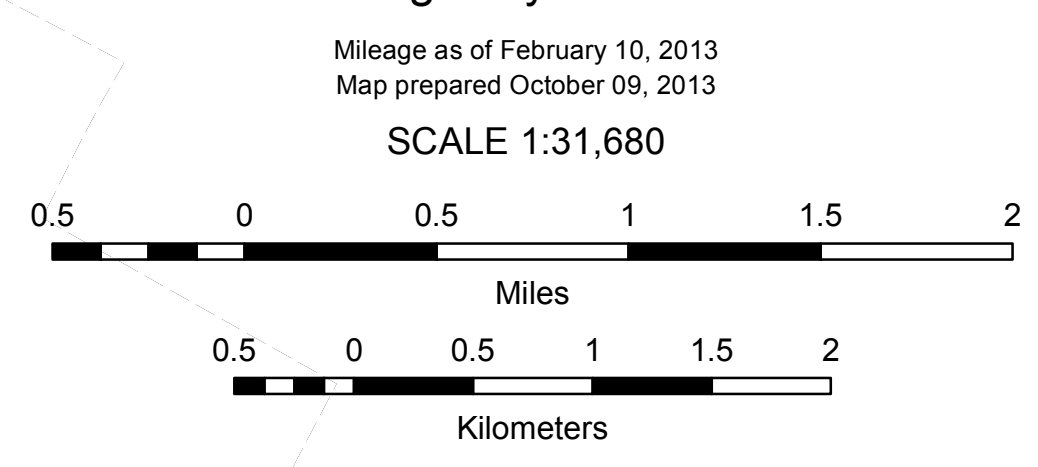 Mileage as of February 10, 2013
Map prepared October 09, 2013
SCALE 1:31,680
0.5 0 0.5 1 1.5 2
Miles
0.5 0 0.5 1 1.5 2
Kilometers